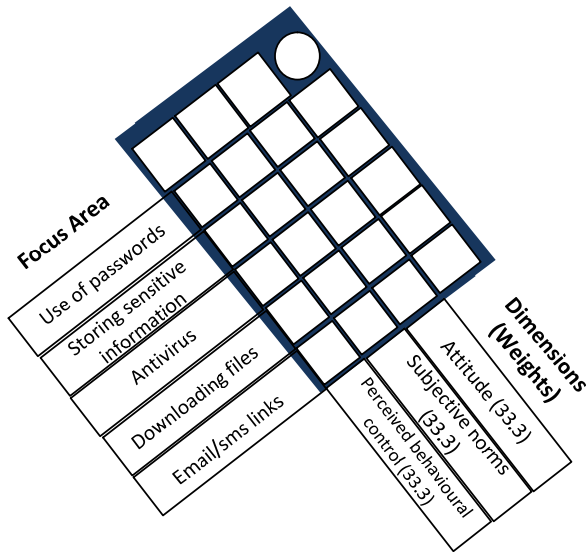 Focus Area
Use of passwords
Storing sensitive
information
Antivirus
Downloading files
Email/sms links
Dimensions
(Weights)
Attitude (33.3)
Subjective norms
(33.3)
Perceived behavioural
control (33.3)